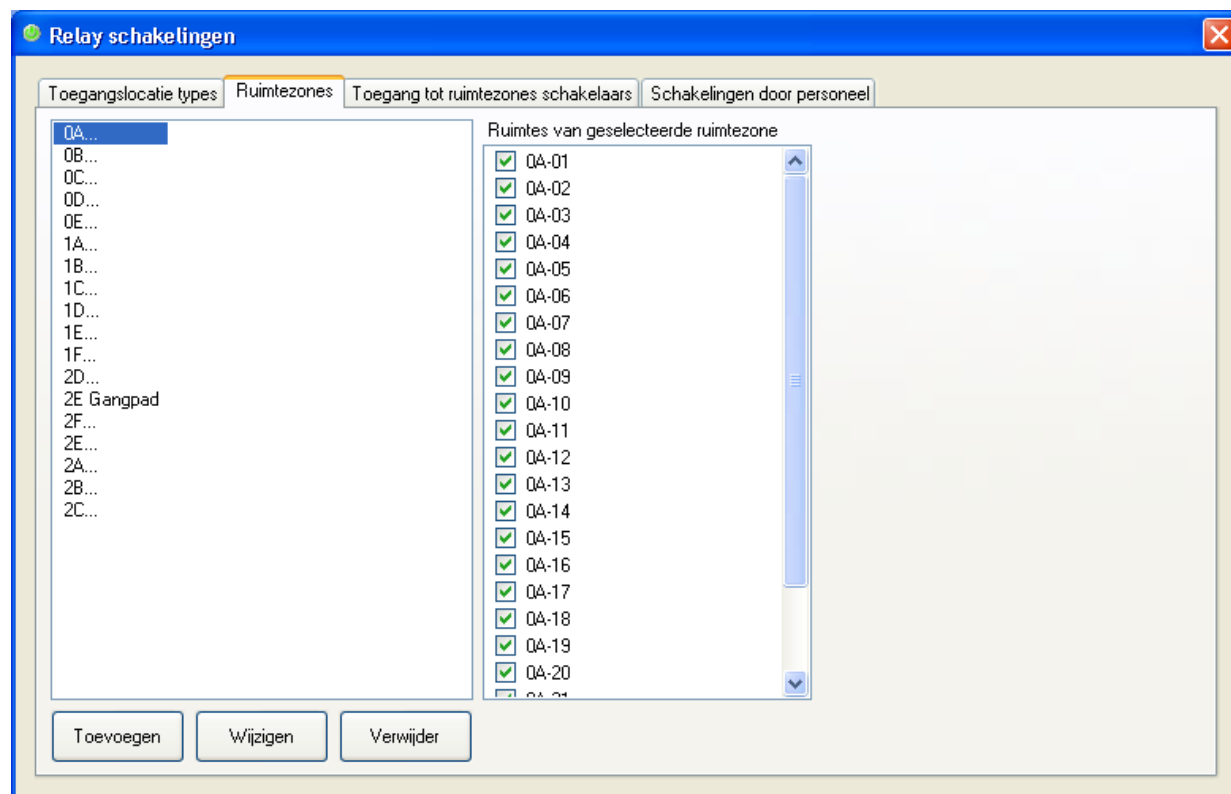 Relay schakelingen
Toegangslocatie types Ruimtezones Toegang tot ruimtezones schakelaars Schakelingen door personeel
0A...
0B...
0C...
0D...
0E...
1A...
1B...
1C...
1D...
1E...
1F...
2D...
2E Gangpad
2F...
2E...
2A...
2B...
2C...
Ruimtes van geselecteerde ruimtezone
0A-01
0A-02
0A-03
0A-04
0A-05
0A-06
0A-07
0A-08
0A-09
0A-10
0A-11
0A-12
0A-13
0A-14
0A-15
0A-16
0A-17
0A-18
0A-19
0A-20
Toevoegen Wijzigen Verwijder